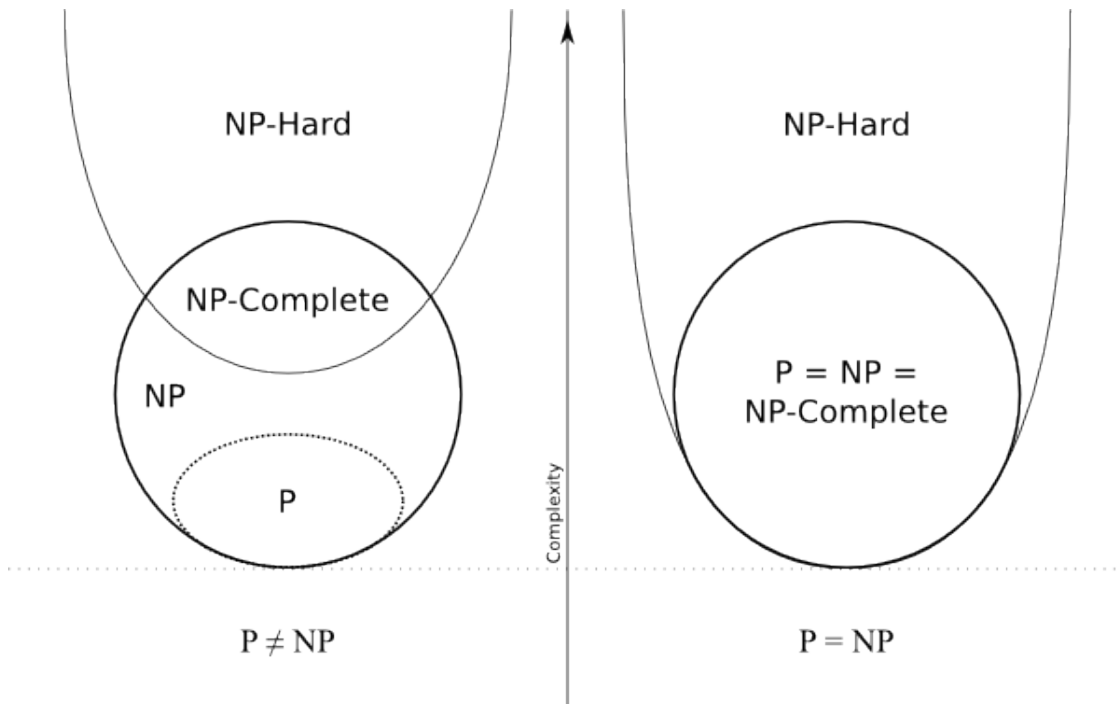 NP-Hard
NP-Complete
NP
P
P ≠ NP
Complexity
NP-Hard
P = NP =
NP-Complete
P = NP